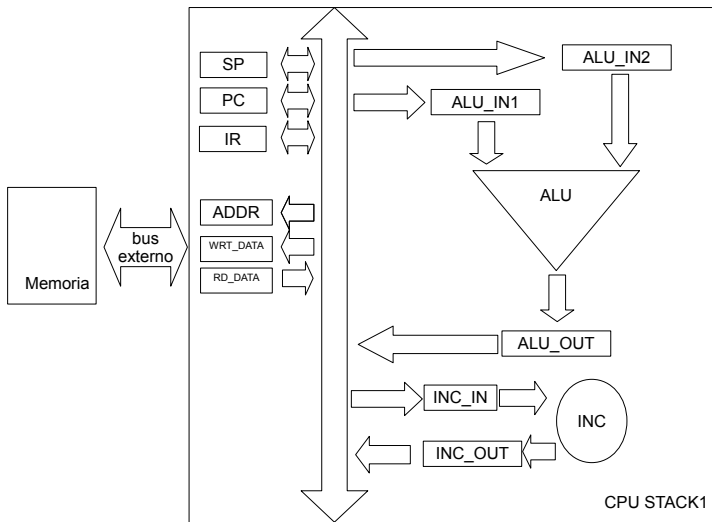 SP
ALU_IN2
PC
ALU_IN1
IR
ALU
ADDR
bus
externo
WRT_DATA
RD_DATA
Memoria
ALU_OUT
INC_IN
INC
INC_OUT
CPU STACK1